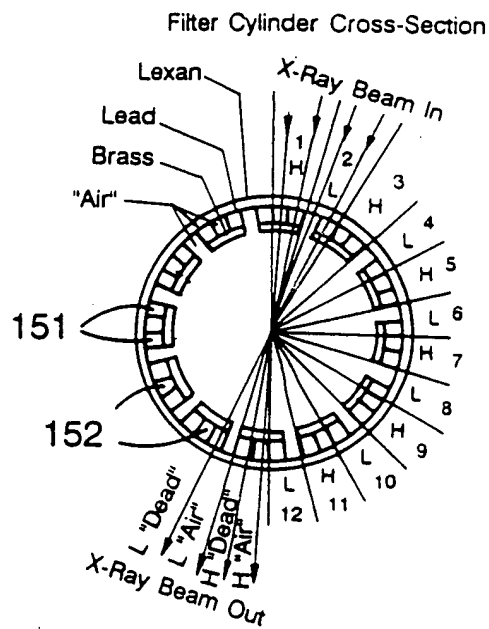 Filter Cylinder Cross-Section
X-Ray Beam In
Lexan
Lead
Brass
"Air"
1
H
2
L
3
H
4
L
5
H
6
L
7
H
8
L
9
H
10
L
11
H
12
L
151
152
L "Dead"
L "Air"
H "Dead"
H "Air"
X-Ray Beam Out